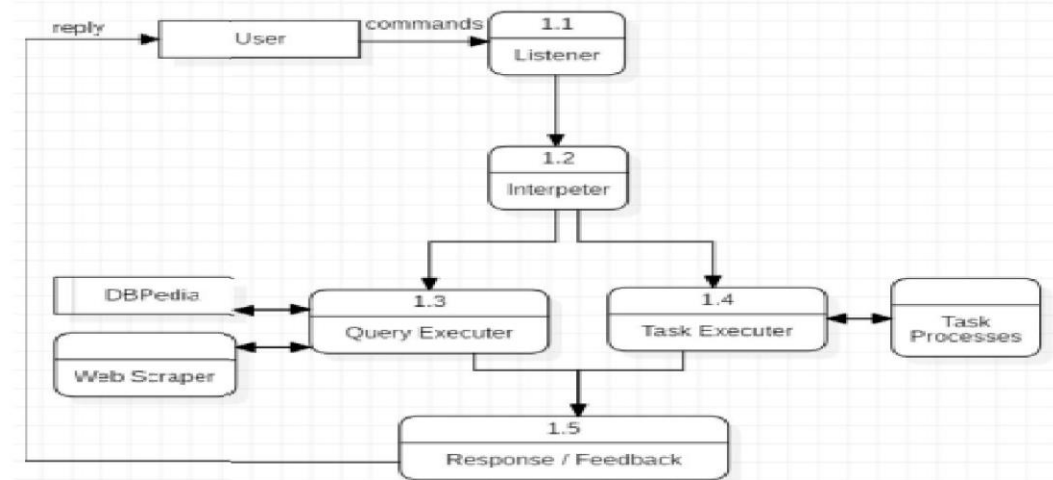 reply
User
commands
1.1
Listener
1.2
Interpeter
DBPedia
1.3
Query Executer
1.4
Task Executer
Task
Processes
Web Scraper
1.5
Response / Feedback